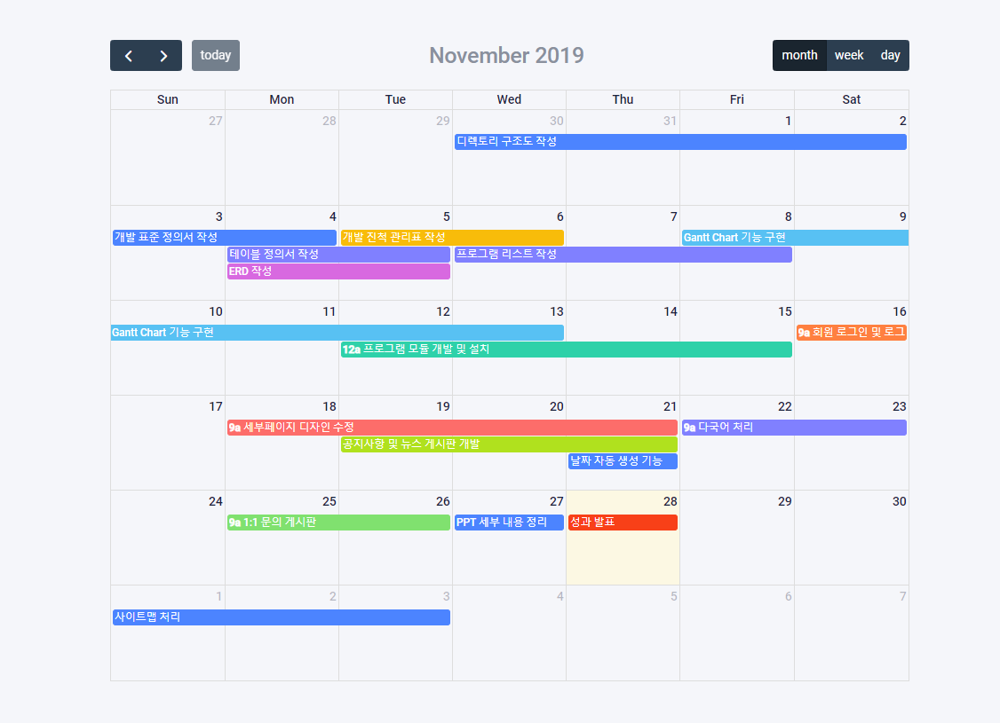 today
November 2019
month week day
Sun Mon Tue Wed Thu Fri Sat
27 28 29 30 31 1 2
디렉토리 구조도 작성
3 4 5 6 7 8 9
개발 표준 정의서 작성 개발 진척 관리표 작성 Gantt Chart 기능 구현
테이블 정의서 작성 프로그램 리스트 작성
ERD 작성
10 11 12 13 14 15 16
Gantt Chart 기능 구현 9a 회원 로그인 및 로그
12a 프로그램 모듈 개발 및 설치
17 18 19 20 21 22 23
9a 세부페이지 디자인 수정 9a 다국어 처리
공지사항 및 뉴스 게시판 개발
날짜 자동 생성 기능
24 25 26 27 28 29 30
9a 1:1 문의 게시판 PPT 세부 내용 정리 성과 발표
1 2 3 4 5 6 7
사이트맵 처리